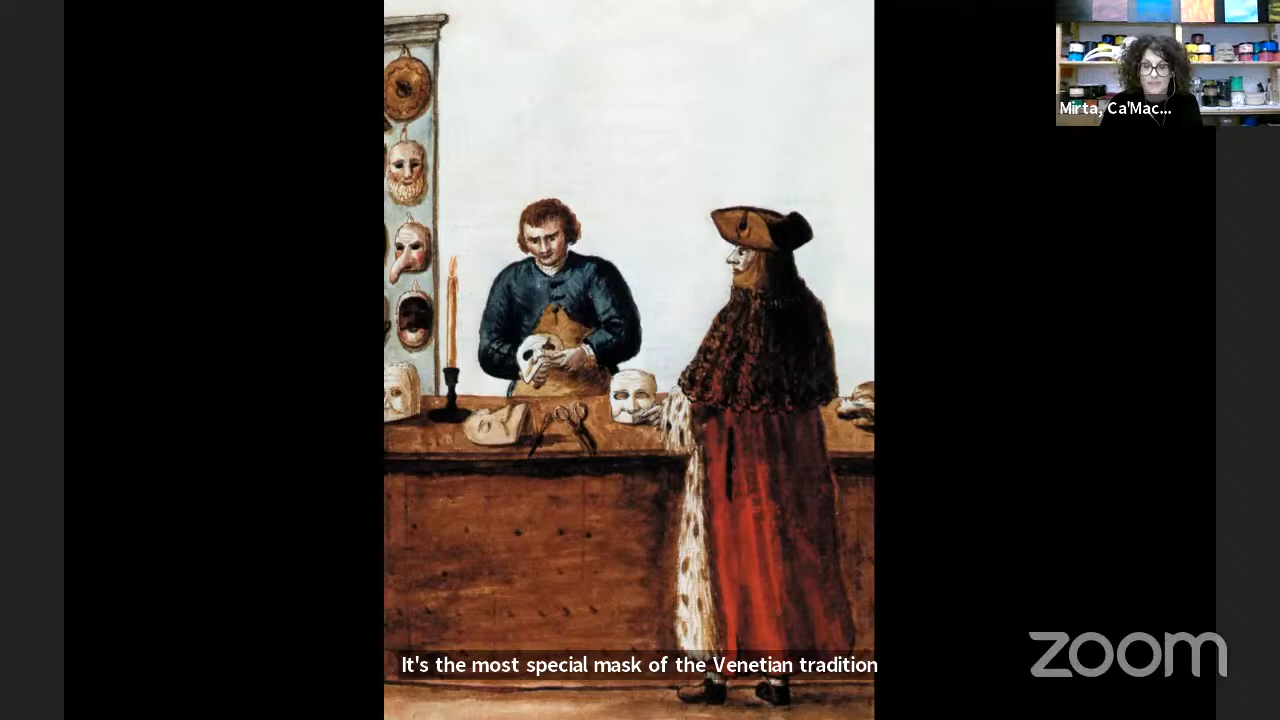 Mirta, Ca'Mac...
It's the most special mask of the Venetian tradition
zoom